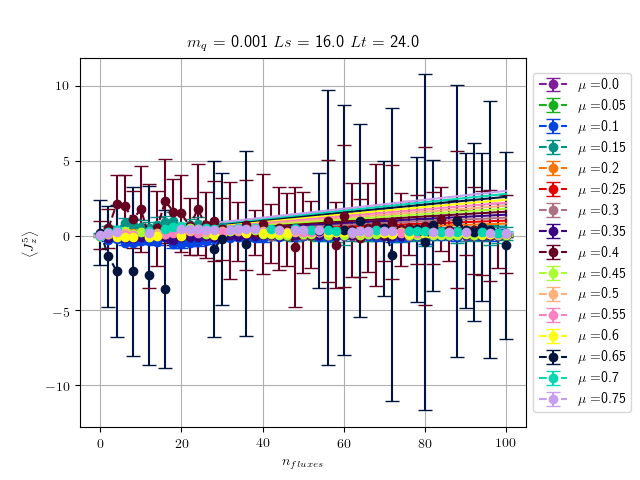 m_q = 0.001 Ls = 16.0 Lt = 24.0
⟨J_z^5⟩
10
5
0
−5
−10
0 20 40 60 80 100
n_fluxes
μ =0.0
μ =0.05
μ =0.1
μ =0.15
μ =0.2
μ =0.25
μ =0.3
μ =0.35
μ =0.4
μ =0.45
μ =0.5
μ =0.55
μ =0.6
μ =0.65
μ =0.7
μ =0.75